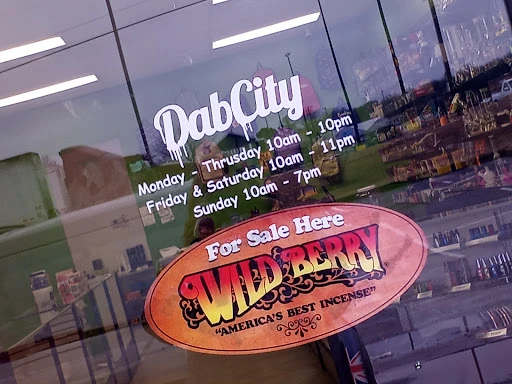 DabCity
Monday - Thrusday 10am - 10pm
Friday & Saturday 10am - 11pm
Sunday 10am - 7pm
For Sale Here
WILD BERRY
"AMERICA'S BEST INCENSE"